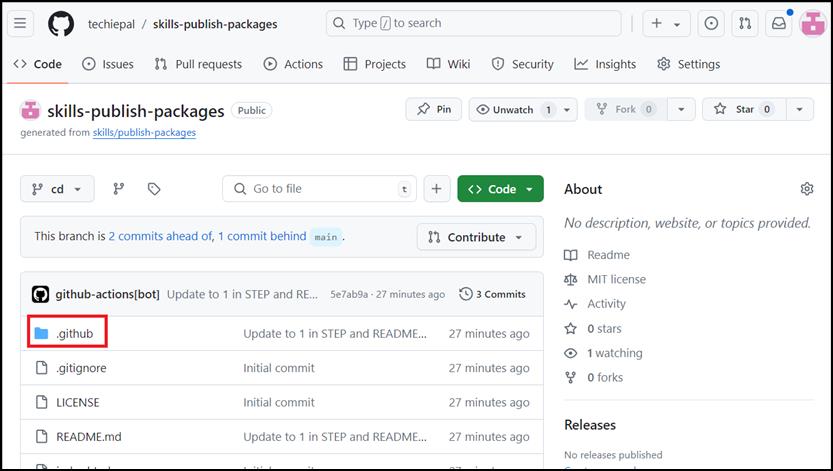 techiepal / skills-publish-packages
Type / to search
Code Issues Pull requests Actions Projects Wiki Security Insights Settings
skills-publish-packages Public
Pin Unwatch 1 Fork 0 Star 0
generated from skills/publish-packages
cd
Go to file t
Code
About
No description, website, or topics provided.
This branch is 2 commits ahead of, 1 commit behind main .
Contribute
Readme
MIT license
Activity
0 stars
1 watching
0 forks
github-actions[bot] Update to 1 in STEP and RE... 5e7ab9a · 27 minutes ago 3 Commits
.github Update to 1 in STEP and README... 27 minutes ago
.gitignore Initial commit 27 minutes ago
LICENSE Initial commit 27 minutes ago
README.md Update to 1 in STEP and README... 27 minutes ago
Releases
No releases published